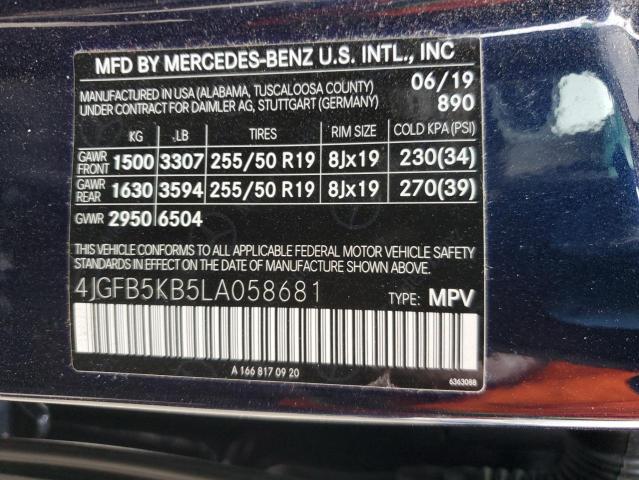 MFD BY MERCEDES-BENZ U.S. INTL., INC
MANUFACTURED IN USA (ALABAMA, TUSCALOOSA COUNTY) 06/19
UNDER CONTRACT FOR DAIMLER AG, STUTTGART (GERMANY) 890
KG LB TIRES RIM SIZE COLD KPA (PSI)
GAWR FRONT 1500 3307 255/50 R19 8Jx19 230(34)
GAWR REAR 1630 3594 255/50 R19 8Jx19 270(39)
GVWR 2950 6504
THIS VEHICLE CONFORMS TO ALL APPLICABLE FEDERAL MOTOR VEHICLE SAFETY
STANDARDS IN EFFECT ON THE DATE OF MANUFACTURE SHOWN ABOVE.
4JGFB5KB5LA058681 TYPE: MPV
A 166 817 09 20
6363088